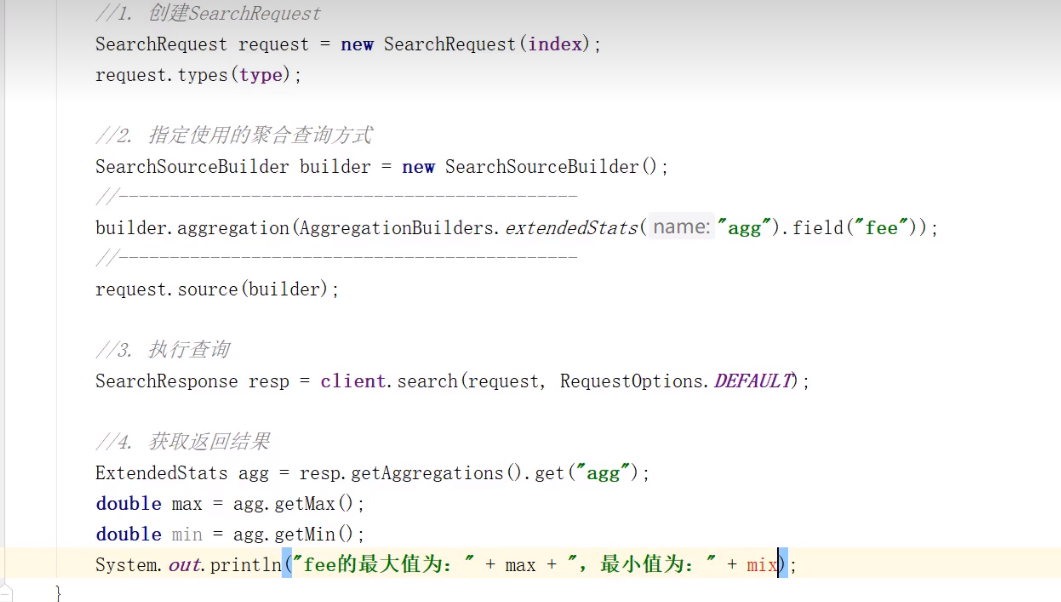 //1. 创建SearchRequest
SearchRequest request = new SearchRequest(index);
request.types(type);
//2. 指定使用的聚合查询方式
SearchSourceBuilder builder = new SearchSourceBuilder();
//---------------------------------------------
builder.aggregation(AggregationBuilders.extendedStats( name: "agg").field("fee"));
//---------------------------------------------
request.source(builder);
//3. 执行查询
SearchResponse resp = client.search(request, RequestOptions.DEFAULT);
//4. 获取返回结果
ExtendedStats agg = resp.getAggregations().get("agg");
double max = agg.getMax();
double min = agg.getMin();
System.out.println("fee的最大值为：" + max + "，最小值为：" + mix);
}